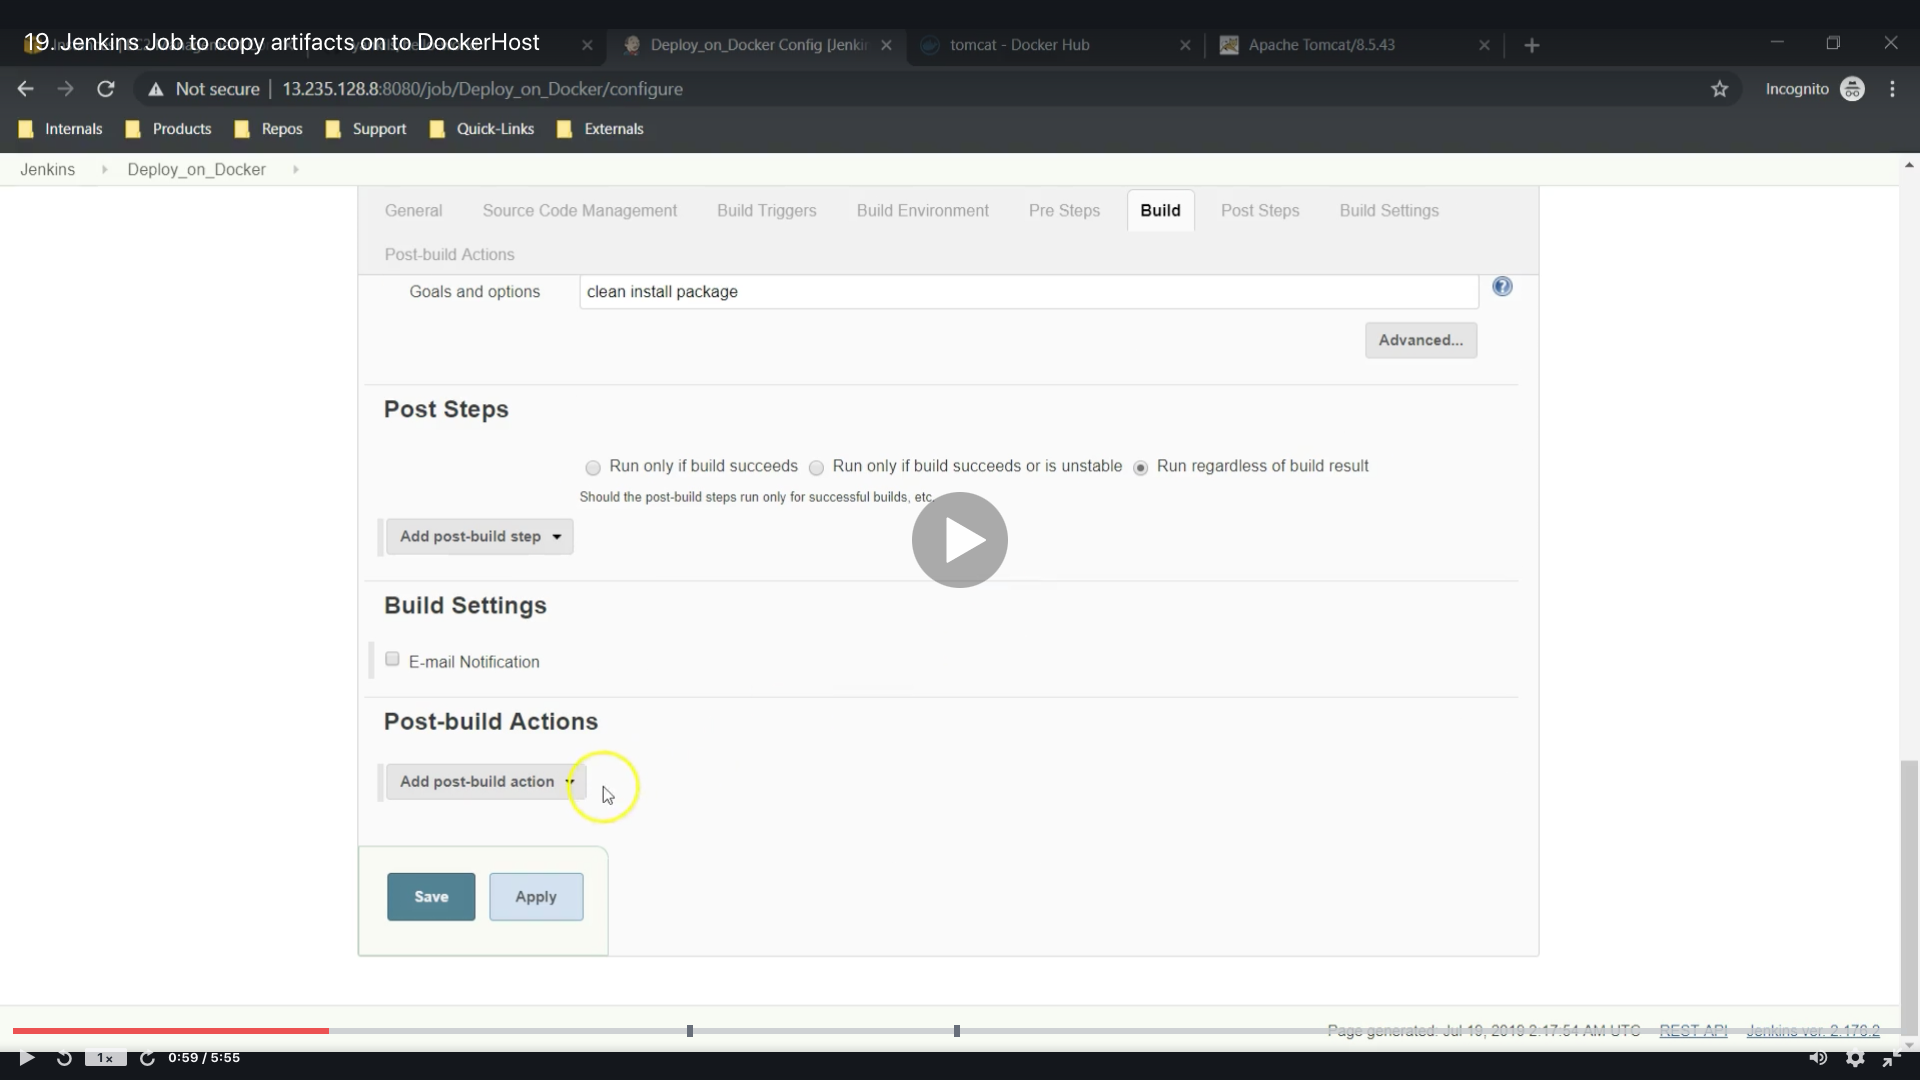 19. Jenkins Job to copy artifacts on to DockerHost
Deploy_on_Docker Config [Jenki
tomcat - Docker Hub
Apache Tomcat/8.5.43
Not secure
13.235.128.8:8080/job/Deploy_on_Docker/configure
Incognito
Internals
Products
Repos
Support
Quick-Links
Externals
Jenkins
Deploy_on_Docker
General
Source Code Management
Build Triggers
Build Environment
Pre Steps
Build
Post Steps
Build Settings
Post-build Actions
Goals and options
clean install package
Advanced...
Post Steps
Run only if build succeeds
Run only if build succeeds or is unstable
Run regardless of build result
Should the post-build steps run only for successful builds, etc.
Add post-build step
Build Settings
E-mail Notification
Post-build Actions
Add post-build action
Save
Apply
Page generated: Jul 19, 2019 2:17:54 AM UTC
REST API
Jenkins ver. 2.176.2
1x
0:59 / 5:55